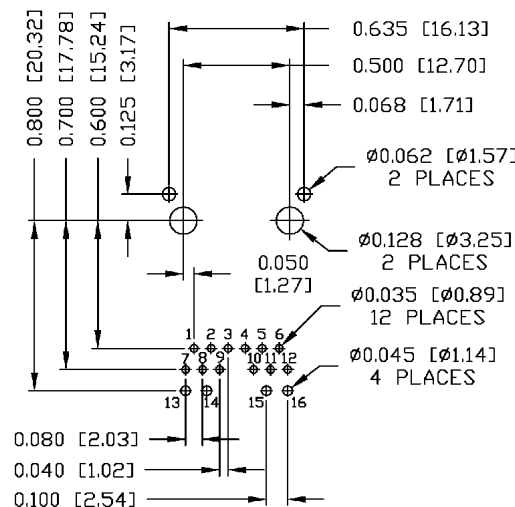 0.800 [20.32]
0.700 [17.78]
0.600 [15.24]
0.125 [3.17]
0.635 [16.13]
0.500 [12.70]
0.068 [1.71]
Ø0.062 [Ø1.57]
2 PLACES
Ø0.128 [Ø3.25]
2 PLACES
0.050
[1.27]
Ø0.035 [Ø0.89]
12 PLACES
1 2 3 4 5 6
7 8 9 10 11 12
Ø0.045 [Ø1.14]
4 PLACES
13 14 15 16
0.080 [2.03]
0.040 [1.02]
0.100 [2.54]